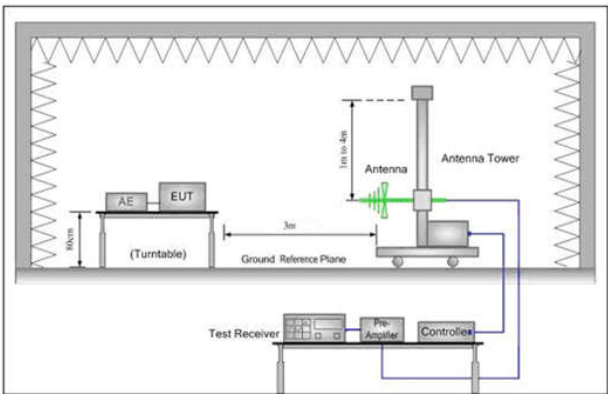 1m to 4m
Antenna
Antenna Tower
AE
EUT
80cm
(Turntable)
3m
Ground Reference Plane
Test Receiver
Pre-
Amplifier
Controller